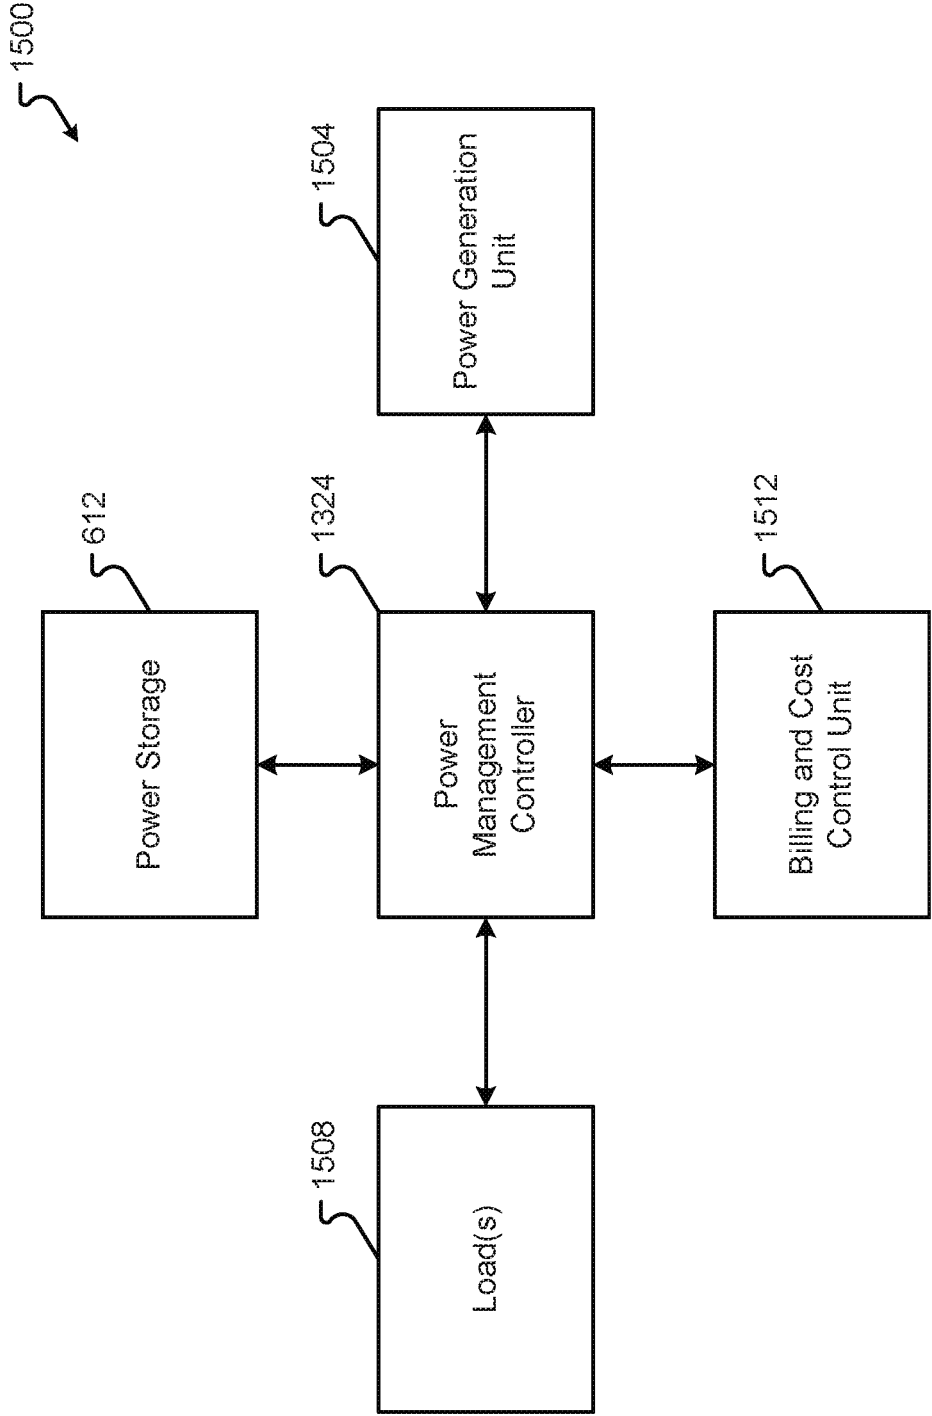 1500
612
Power Storage
1508
Load(s)
1324
Power
Management
Controller
1504
Power Generation
Unit
1512
Billing and Cost
Control Unit